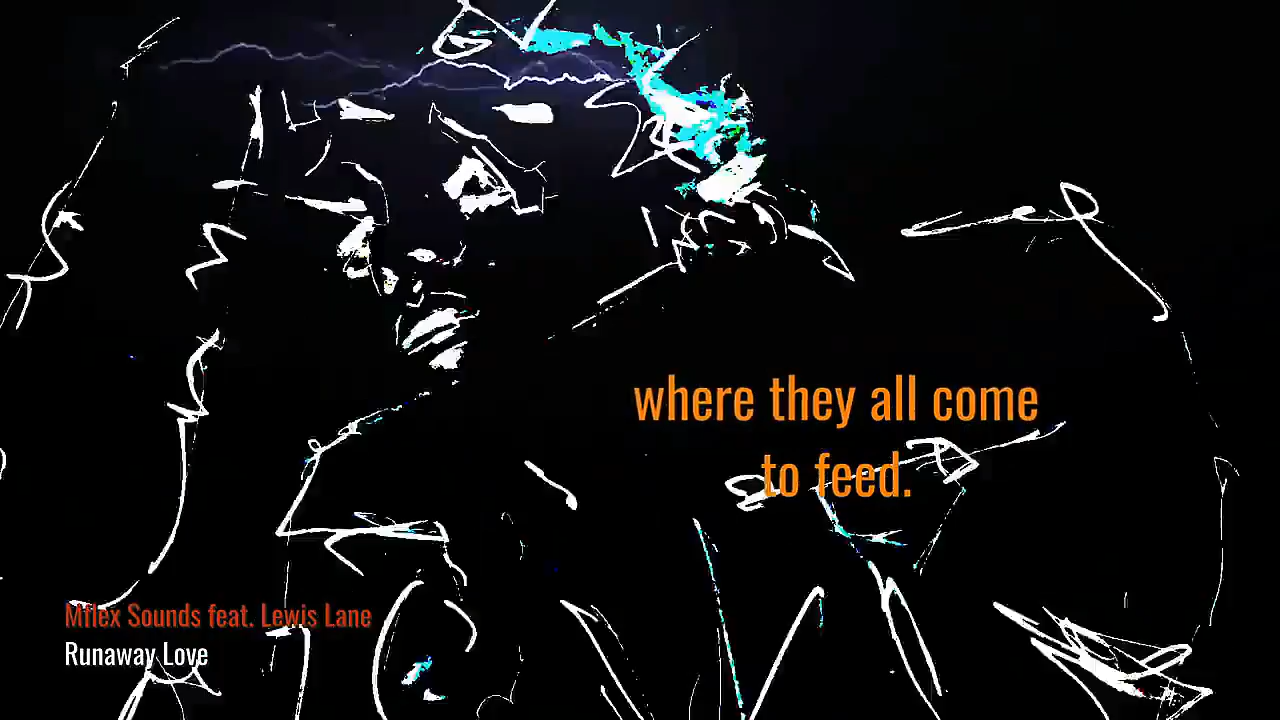 where they all come
to feed.
Mflex Sounds feat. Lewis Lane
Runaway Love